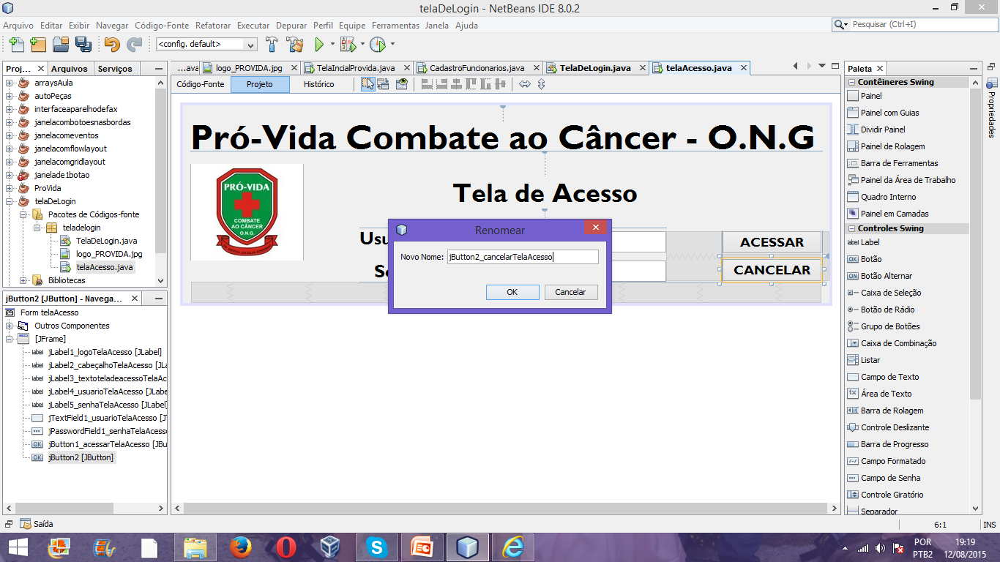 telaDeLogin - NetBeans IDE 8.0.2
Arquivo Editar Exibir Navegar Código-Fonte Refatorar Executar Depurar Perfil Equipe Ferramentas Janela Ajuda
Pesquisar (Ctrl+I)
<config. default>
Proj... Arquivos Serviços
...ava logo_PROVIDA.jpg TelaIncialProvida.java CadastroFuncionarios.java TelaDeLogin.java telaAcesso.java
Código-Fonte Projeto Histórico
arraysAula
autoPeças
interfaceaparelhodefax
janelacombotoesnasbordas
janelacomeventos
janelacomflowlayout
janelacomgridlayout
janelade1botao
ProVida
telaDeLogin
Pacotes de Códigos-fonte
teladelogin
TelaDeLogin.java
logo_PROVIDA.jpg
telaAcesso.java
Bibliotecas
jButton2 [JButton] - Navega...
Form telaAcesso
Outros Componentes
[JFrame]
jLabel1_logoTelaAcesso [JLabel]
jLabel2_cabeçalhoTelaAcesso [JLa
jLabel3_textoteladeacessoTelaAc
jLabel4_usuarioTelaAcesso [JLabel]
jLabel5_senhaTelaAcesso [JLabel]
jTextField1_usuarioTelaAcesso [JT
jPasswordField1_senhaTelaAcesso
jButton1_acessarTelaAcesso [JBu
jButton2 [JButton]
Pró-Vida Combate ao Câncer - O.N.G
PRÓ-VIDA
COMBATE
AO CÂNCER
O.N.G.
Tela de Acesso
Usu
Se
ACESSAR
CANCELAR
Renomear
Novo Nome: jButton2_cancelarTelaAcesso
OK Cancelar
Paleta
Contêineres Swing
Painel
Painel com Guias
Dividir Painel
Painel de Rolagem
Barra de Ferramentas
Painel da Área de Trabalho
Quadro Interno
Painel em Camadas
Controles Swing
label Label
OK Botão
ON Botão Alternar
Caixa de Seleção
Botão de Rádio
Grupo de Botões
Caixa de Combinação
Listar
Campo de Texto
Área de Texto
Barra de Rolagem
Controle Deslizante
Barra de Progresso
Campo Formatado
Campo de Senha
Controle Giratório
Separador
Propriedades
Saída
6:1 INS
POR
PTB2
19:19
12/08/2015